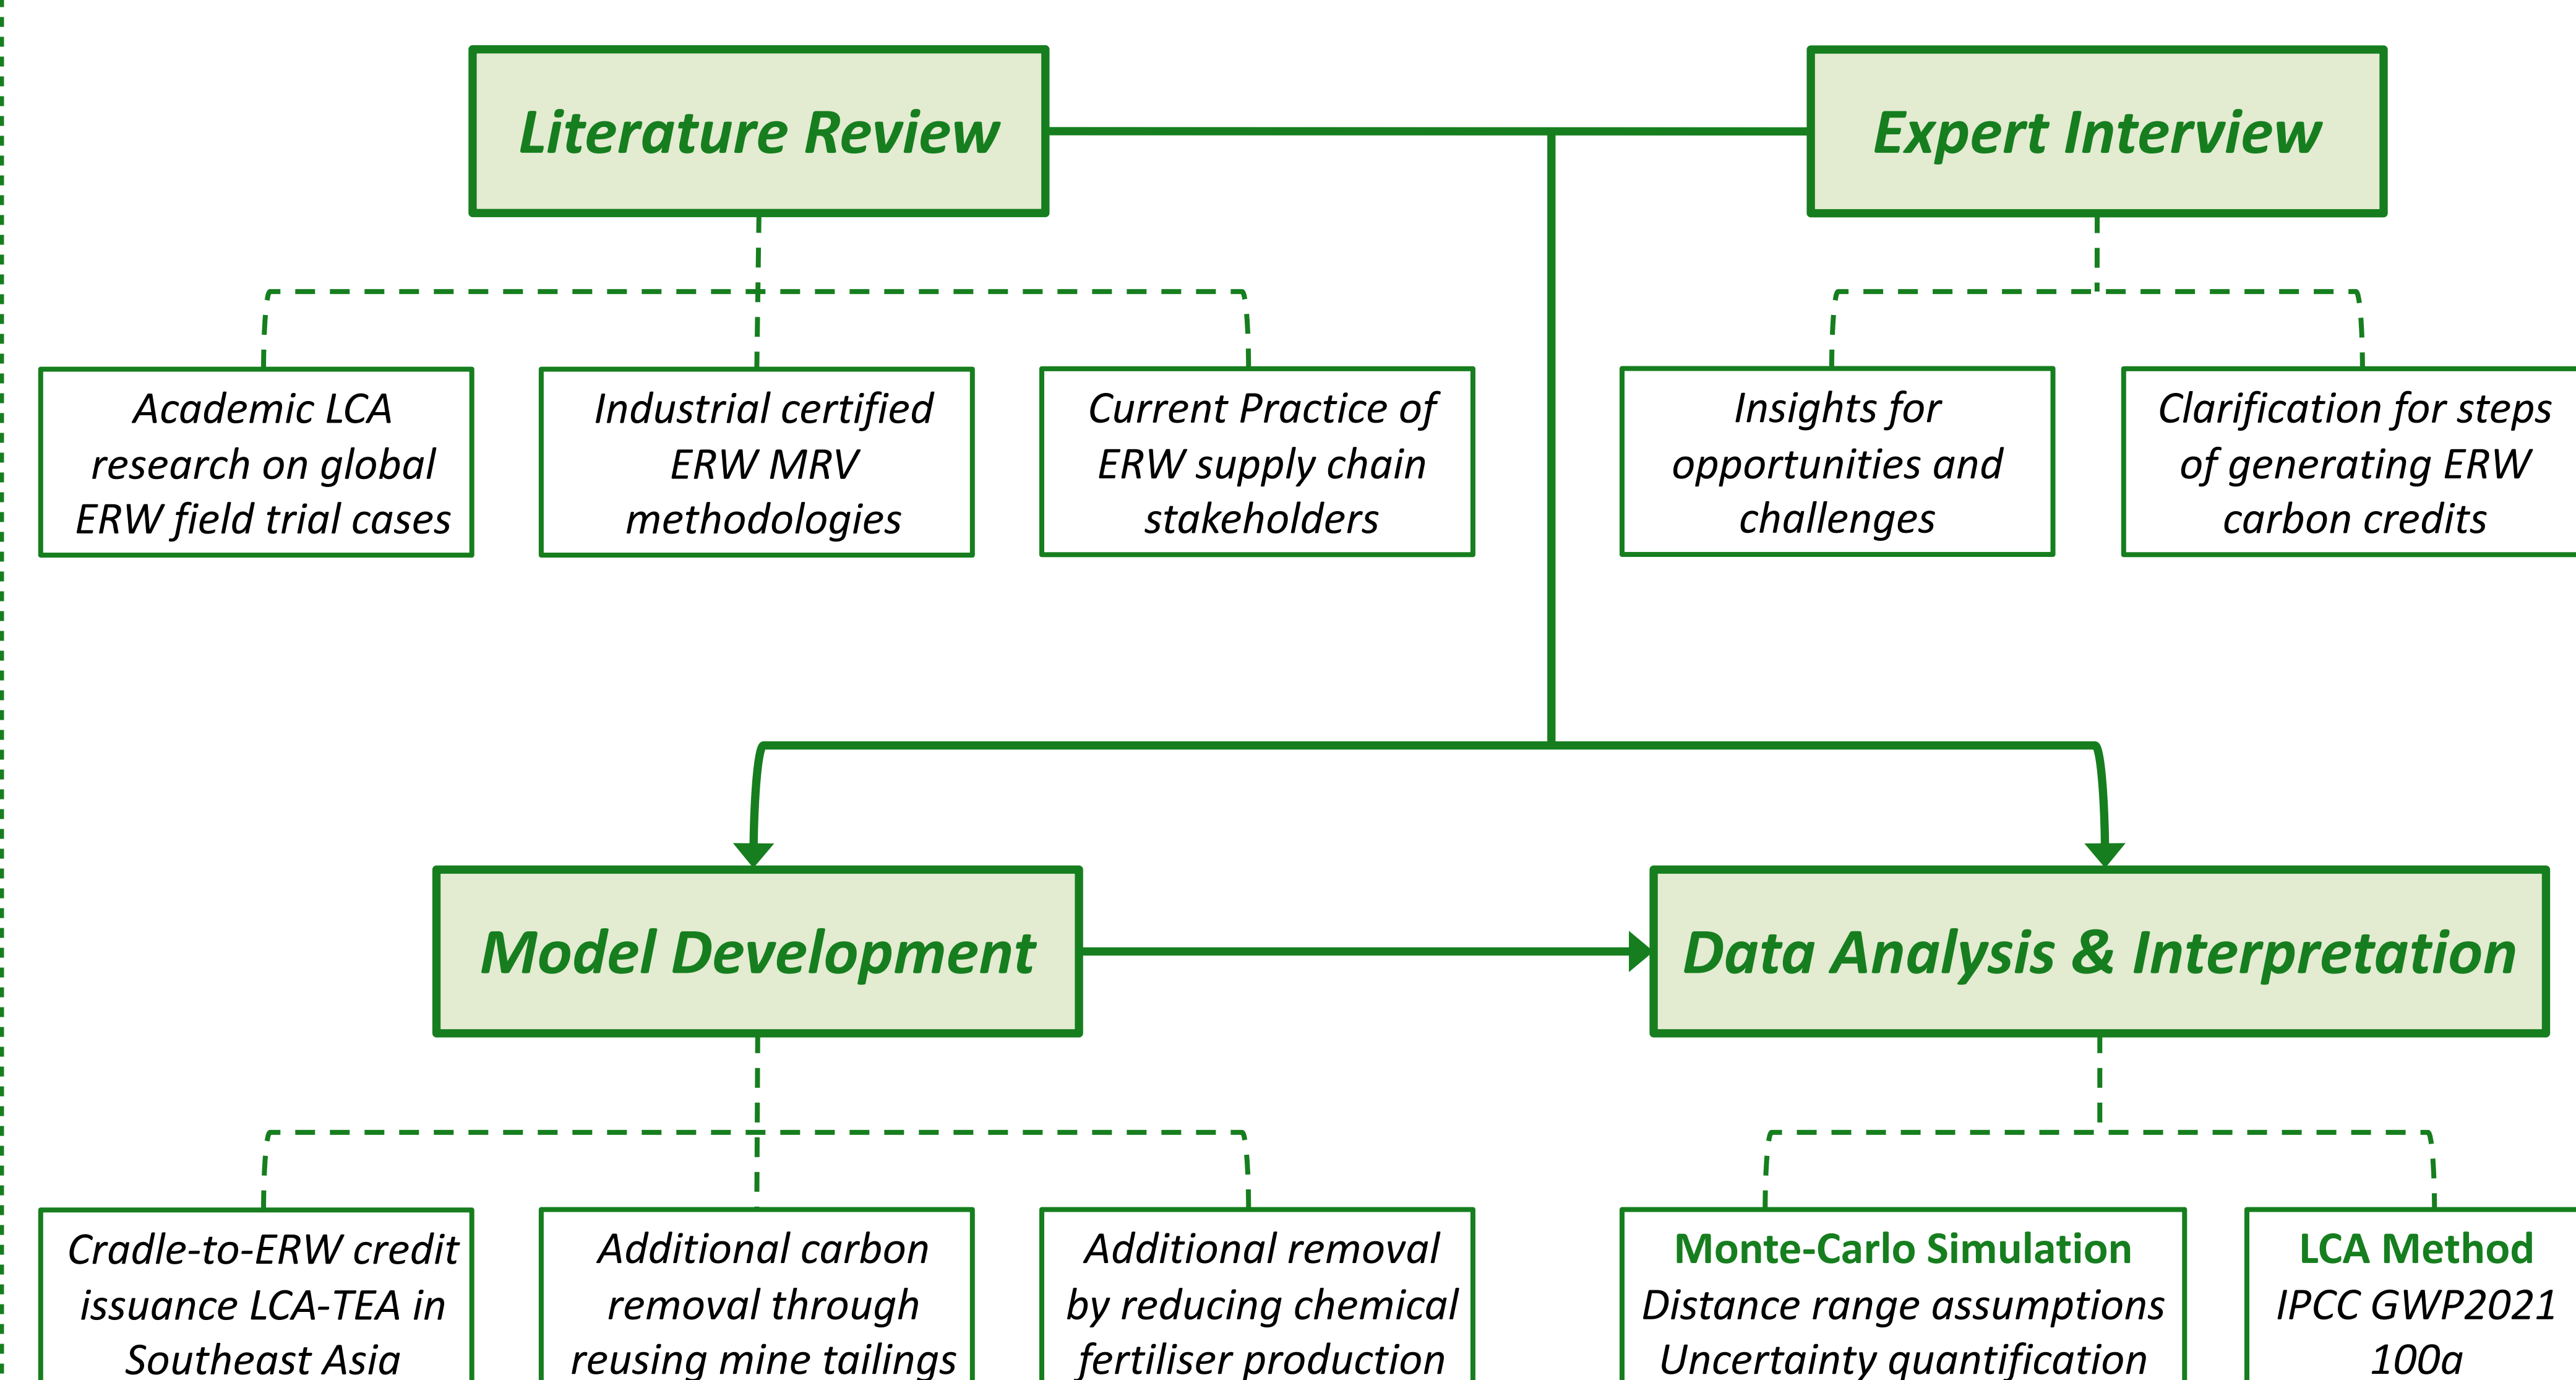 Literature Review
Expert Interview
Academic LCA
research on global
ERW field trial cases
Industrial certified
ERW MRV
methodologies
Current Practice of
ERW supply chain
stakeholders
Insights for
opportunities and
challenges
Clarification for steps
of generating ERW
carbon credits
Model Development
Data Analysis & Interpretation
Cradle-to-ERW credit
issuance LCA-TEA in
Southeast Asia
Additional carbon
removal through
reusing mine tailings
Additional removal
by reducing chemical
fertiliser production
Monte-Carlo Simulation
Distance range assumptions
Uncertainty quantification
LCA Method
IPCC GWP2021
100a